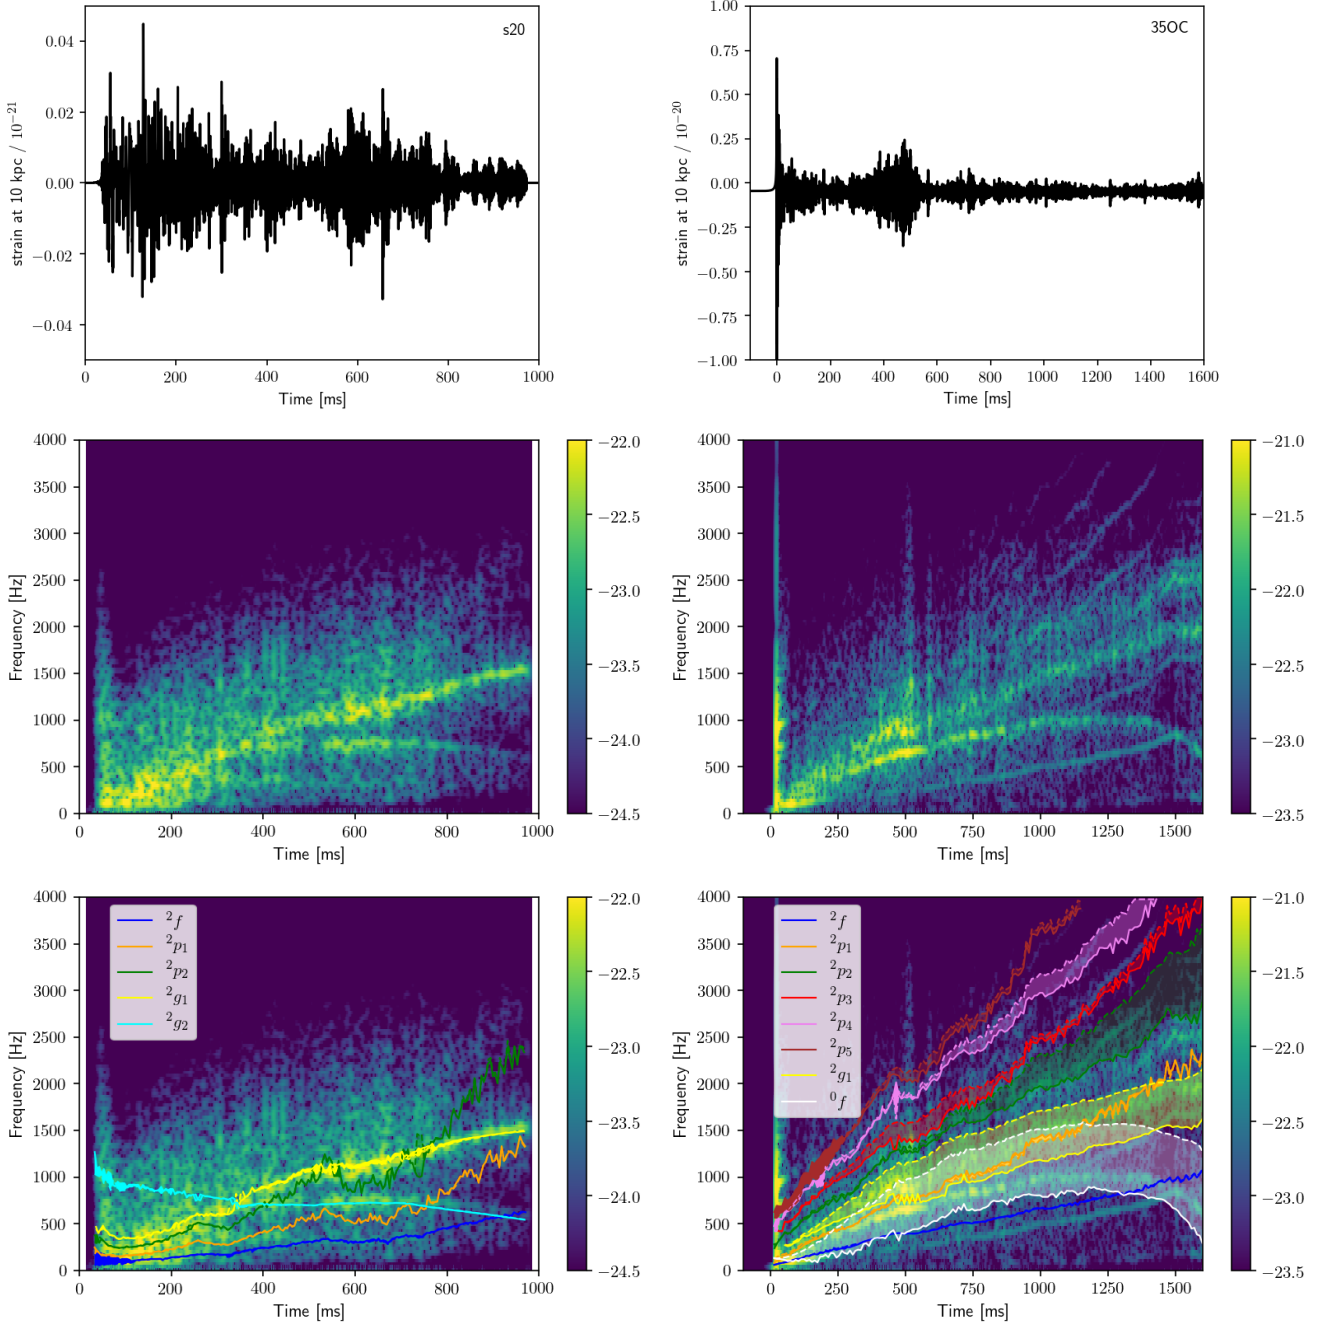 s20
0.04
0.02
0.00
−0.02
−0.04
strain at 10 kpc / 10−21
0 200 400 600 800 1000
Time [ms]
35OC
1.00
0.75
0.50
0.25
0.00
−0.25
−0.50
−0.75
−1.00
strain at 10 kpc / 10−20
0 200 400 600 800 1000 1200 1400 1600
Time [ms]
4000
3500
3000
2500
2000
1500
1000
500
0
Frequency [Hz]
0 200 400 600 800 1000
Time [ms]
−22.0
−22.5
−23.0
−23.5
−24.0
−24.5
4000
3500
3000
2500
2000
1500
1000
500
0
Frequency [Hz]
0 250 500 750 1000 1250 1500
Time [ms]
−21.0
−21.5
−22.0
−22.5
−23.0
−23.5
4000
3500
3000
2500
2000
1500
1000
500
0
Frequency [Hz]
²f
²p₁
²p₂
²g₁
²g₂
0 200 400 600 800 1000
Time [ms]
−22.0
−22.5
−23.0
−23.5
−24.0
−24.5
4000
3500
3000
2500
2000
1500
1000
500
0
Frequency [Hz]
²f
²p₁
²p₂
²p₃
²p₄
²p₅
²g₁
⁰f
0 250 500 750 1000 1250 1500
Time [ms]
−21.0
−21.5
−22.0
−22.5
−23.0
−23.5